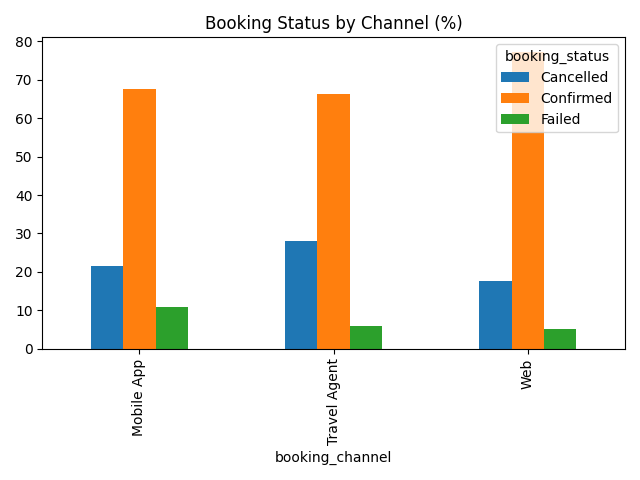 Booking Status by Channel (%)
booking_status
Cancelled
Confirmed
Failed
80
70
60
50
40
30
20
10
0
Mobile App
Travel Agent
Web
booking_channel